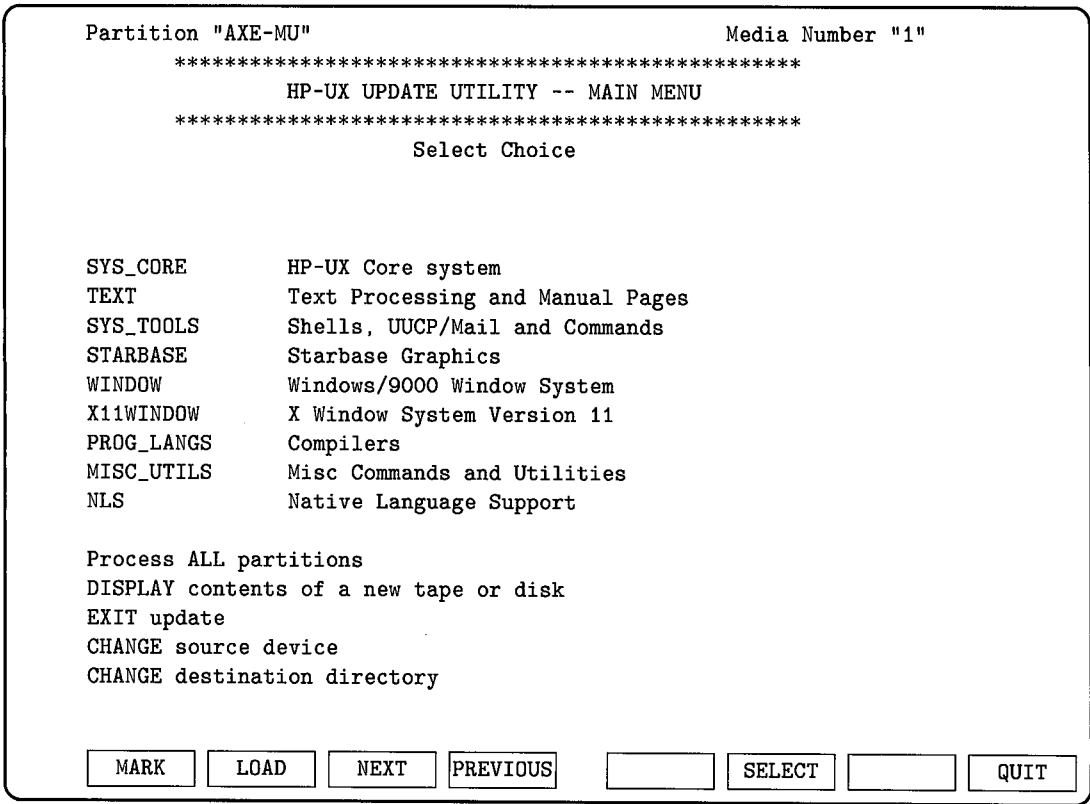 Partition "AXE-MU" Media Number "1"
**************************************************
HP-UX UPDATE UTILITY -- MAIN MENU
**************************************************
Select Choice
SYS_CORE HP-UX Core system
TEXT Text Processing and Manual Pages
SYS_TOOLS Shells, UUCP/Mail and Commands
STARBASE Starbase Graphics
WINDOW Windows/9000 Window System
X11WINDOW X Window System Version 11
PROG_LANGS Compilers
MISC_UTILS Misc Commands and Utilities
NLS Native Language Support
Process ALL partitions
DISPLAY contents of a new tape or disk
EXIT update
CHANGE source device
CHANGE destination directory
MARK LOAD NEXT PREVIOUS SELECT QUIT